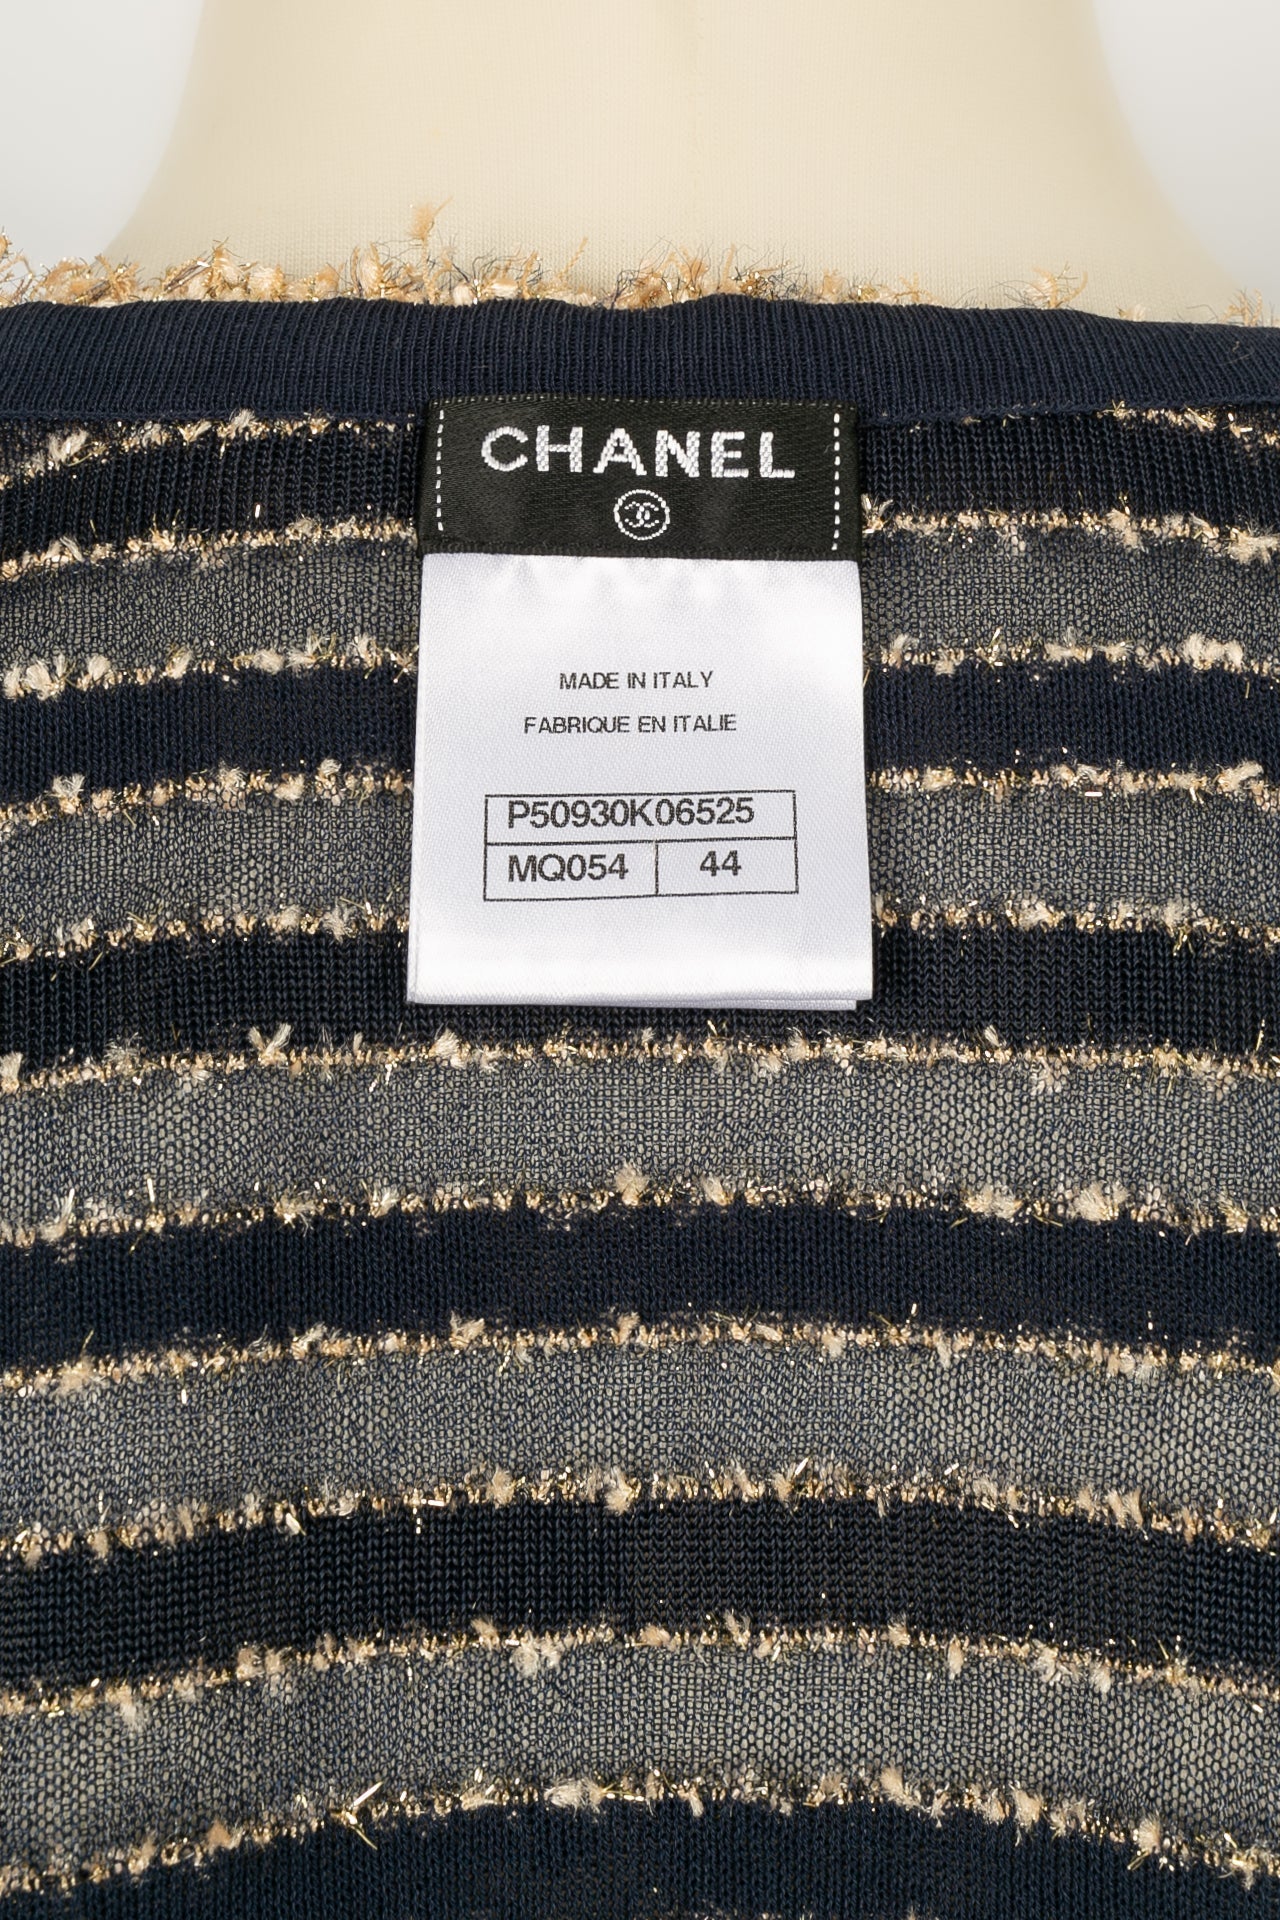 CHANEL
MADE IN ITALY
FABRIQUE EN ITALIE
P50930K06525
MQ054 44